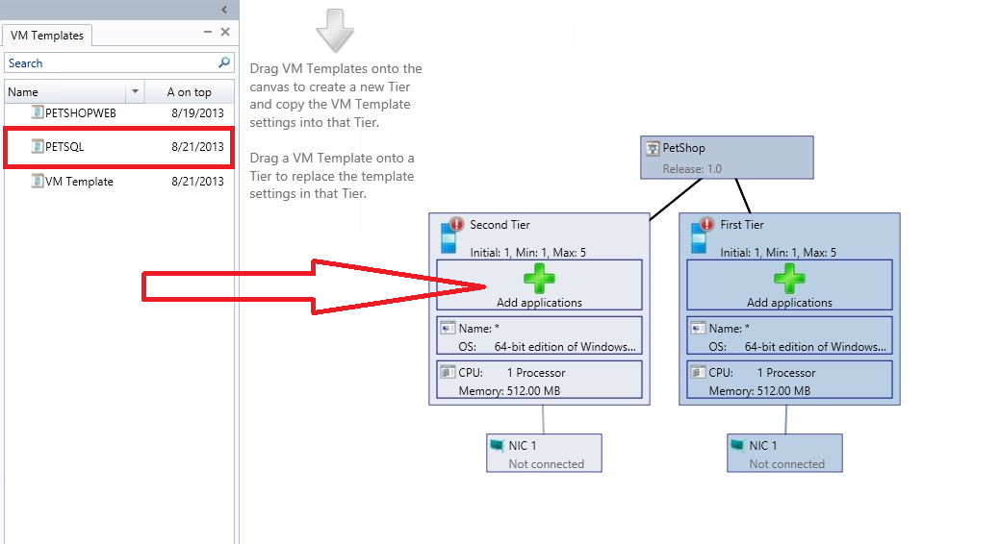 VM Templates
Search
Name A on top
PETSHOPWEB 8/19/2013
PETSQL 8/21/2013
VM Template 8/21/2013
Drag VM Templates onto the
canvas to create a new Tier
and copy the VM Template
settings into that Tier.
Drag a VM Template onto a
Tier to replace the template
settings in that Tier.
PetShop
Release: 1.0
Second Tier
Initial: 1, Min: 1, Max: 5
Add applications
Name: *
OS: 64-bit edition of Windows...
CPU: 1 Processor
Memory: 512.00 MB
NIC 1
Not connected
First Tier
Initial: 1, Min: 1, Max: 5
Add applications
Name: *
OS: 64-bit edition of Windows...
CPU: 1 Processor
Memory: 512.00 MB
NIC 1
Not connected